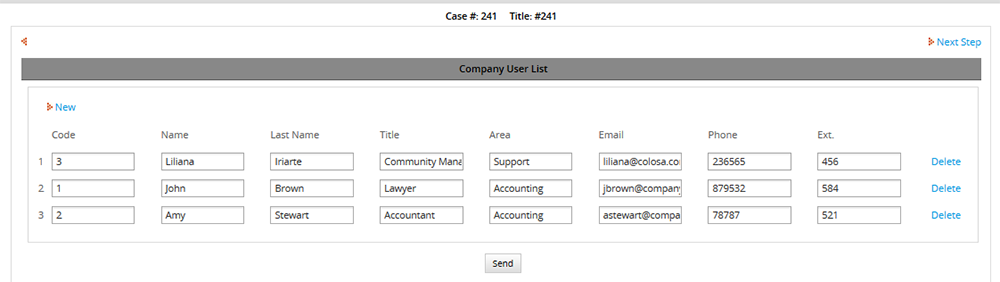 Case #: 241 Title: #241
Next Step
Company User List
New
Code Name Last Name Title Area Email Phone Ext.
1 3 Liliana Iriarte Community Mana Support liliana@colosa.co 236565 456 Delete
2 1 John Brown Lawyer Accounting jbrown@company 879532 584 Delete
3 2 Amy Stewart Accountant Accounting astewart@compa 78787 521 Delete
Send